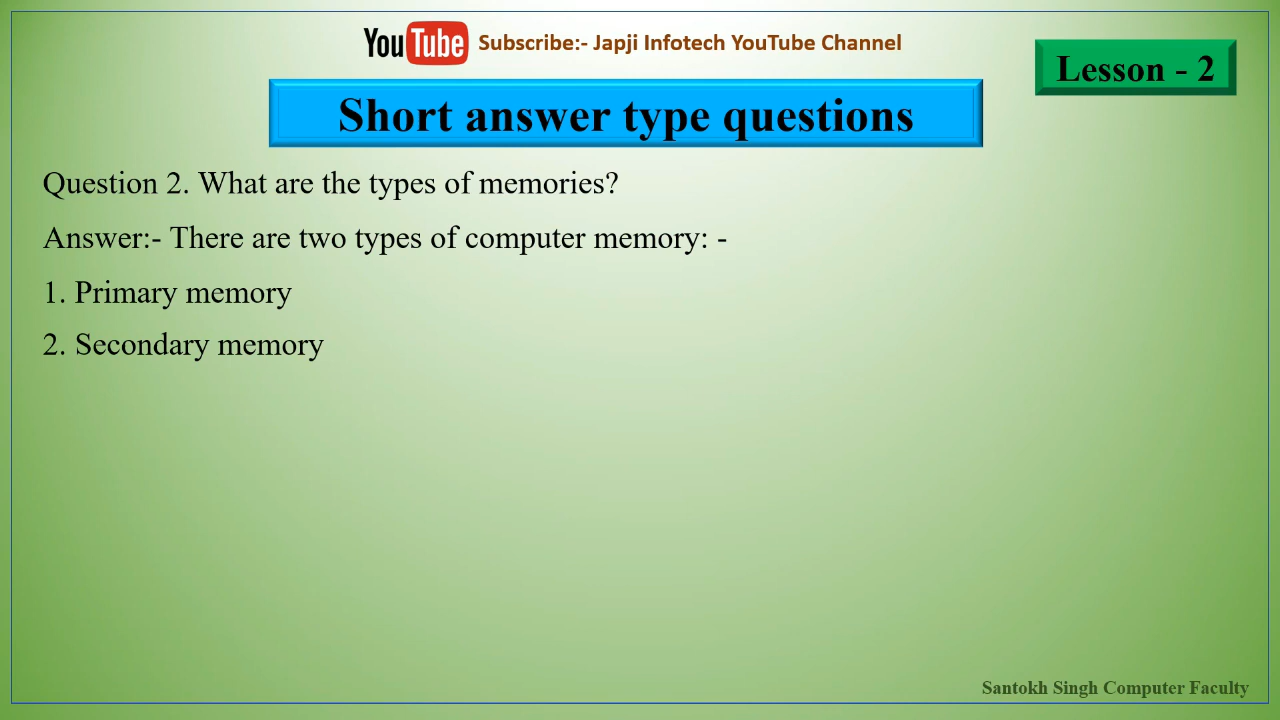 YouTube Subscribe:- Japji Infotech YouTube Channel
Lesson - 2
Short answer type questions
Question 2. What are the types of memories?
Answer:- There are two types of computer memory: -
1. Primary memory
2. Secondary memory
Santokh Singh Computer Faculty